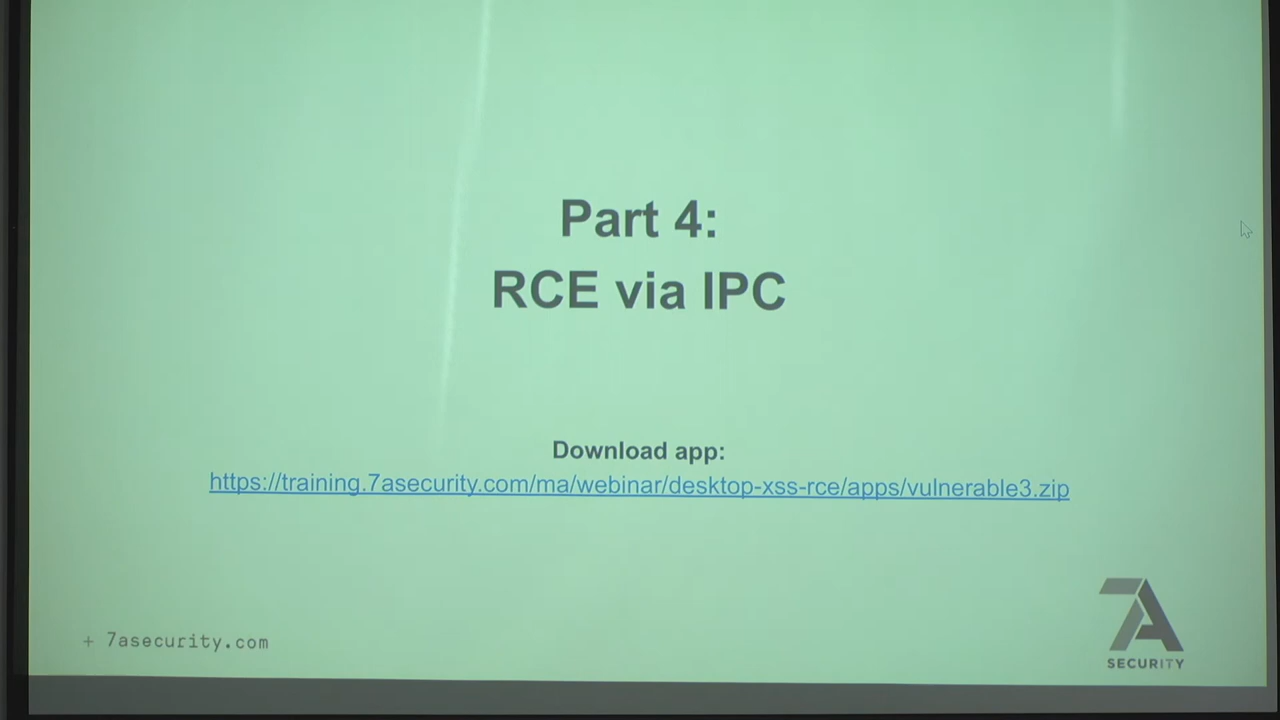 Part 4:
RCE via IPC
Download app:
https://training.7asecurity.com/ma/webinar/desktop-xss-rce/apps/vulnerable3.zip
+ 7asecurity.com
7A
SECURITY